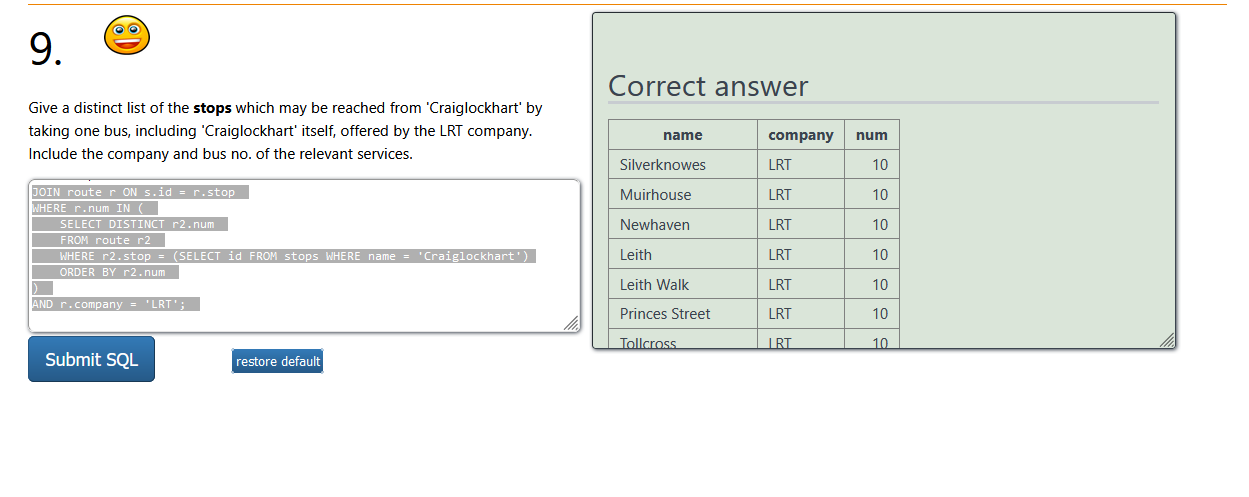 9.
Give a distinct list of the stops which may be reached from 'Craiglockhart' by
taking one bus, including 'Craiglockhart' itself, offered by the LRT company.
Include the company and bus no. of the relevant services.
JOIN route r ON s.id = r.stop
WHERE r.num IN (
    SELECT DISTINCT r2.num
    FROM route r2
    WHERE r2.stop = (SELECT id FROM stops WHERE name = 'Craiglockhart')
    ORDER BY r2.num
)
AND r.company = 'LRT';
Submit SQL
restore default
Correct answer
name company num
Silverknowes LRT 10
Muirhouse LRT 10
Newhaven LRT 10
Leith LRT 10
Leith Walk LRT 10
Princes Street LRT 10
Tollcross LRT 10